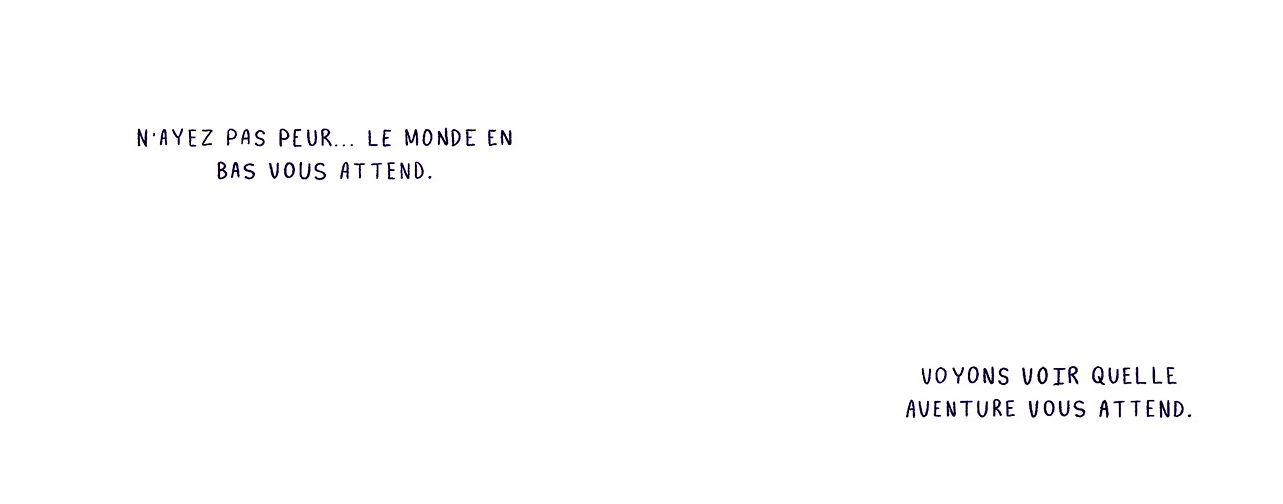 N'AYEZ PAS PEUR... LE MONDE EN
BAS VOUS ATTEND.
VOYONS VOIR QUELLE
AVENTURE VOUS ATTEND.